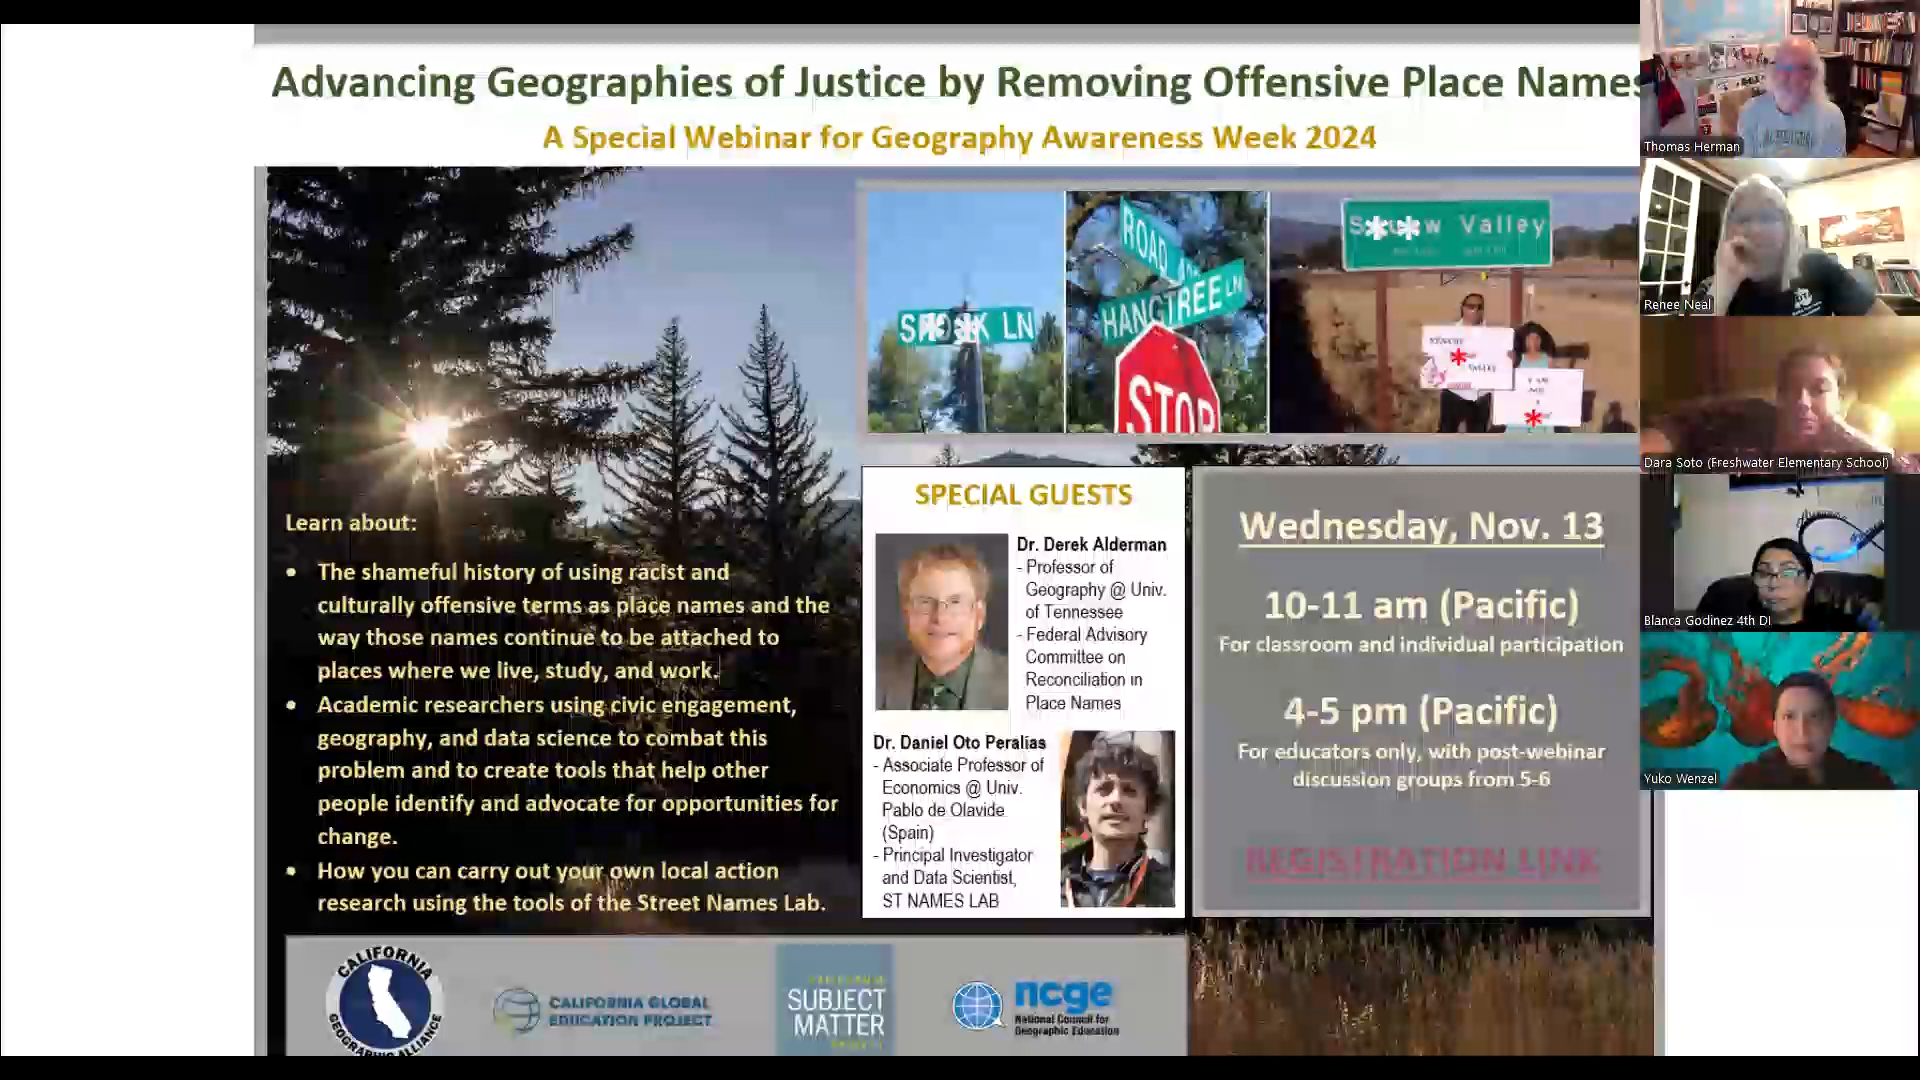 Advancing Geographies of Justice by Removing Offensive Place Names
A Special Webinar for Geography Awareness Week 2024
ROAD
HANGTREE LN
STOP
S**w Valley
LN
Learn about:
• The shameful history of using racist and
culturally offensive terms as place names and the
way those names continue to be attached to
places where we live, study, and work.
• Academic researchers using civic engagement,
geography, and data science to combat this
problem and to create tools that help other
people identify and advocate for opportunities for
change.
• How you can carry out your own local action
research using the tools of the Street Names Lab.
SPECIAL GUESTS
Dr. Derek Alderman
- Professor of
Geography @ Univ.
of Tennessee
- Federal Advisory
Committee on
Reconciliation in
Place Names
Dr. Daniel Oto Peralías
- Associate Professor of
Economics @ Univ.
Pablo de Olavide
(Spain)
- Principal Investigator
and Data Scientist,
ST NAMES LAB
Wednesday, Nov. 13
10-11 am (Pacific)
For classroom and individual participation
4-5 pm (Pacific)
For educators only, with post-webinar
discussion groups from 5-6
REGISTRATION LINK
CALIFORNIA
GEOGRAPHIC ALLIANCE
CALIFORNIA GLOBAL
EDUCATION PROJECT
SUBJECT
MATTER
ncge
National Council for
Geographic Education
Thomas Herman
Renee Neal
Dara Soto (Freshwater Elementary School)
Blanca Godinez 4th DI
Yuko Wenzel